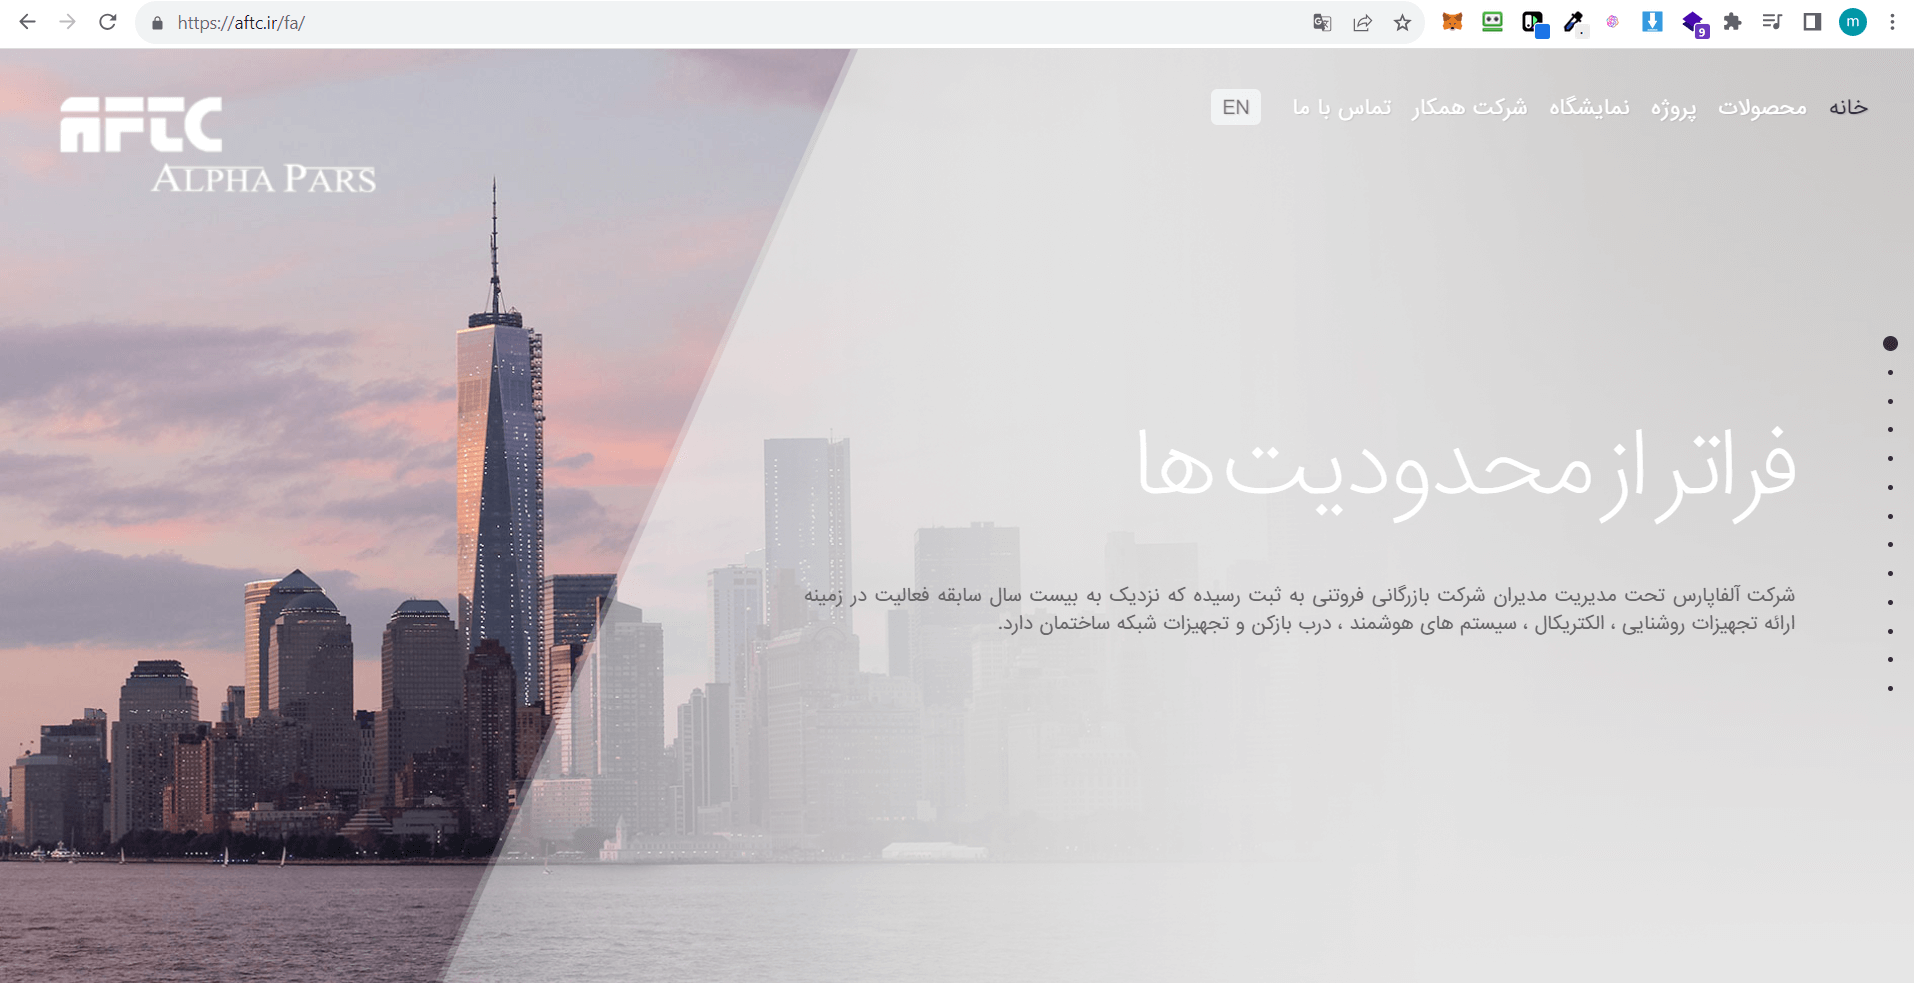 https://aftc.ir/fa/
9
m
AFTC
ALPHA PARS
خانه محصولات پروژه نمایشگاه شرکت همکار تماس با ما EN
فراتر از محدودیت‌ها
شرکت آلفاپارس تحت مدیریت مدیران شرکت بازرگانی فروتنی به ثبت رسیده که نزدیک به بیست سال سابقه فعالیت در زمینه
ارائه تجهیزات روشنایی ، الکتریکال ، سیستم های هوشمند ، درب بازکن و تجهیزات شبکه ساختمان دارد.